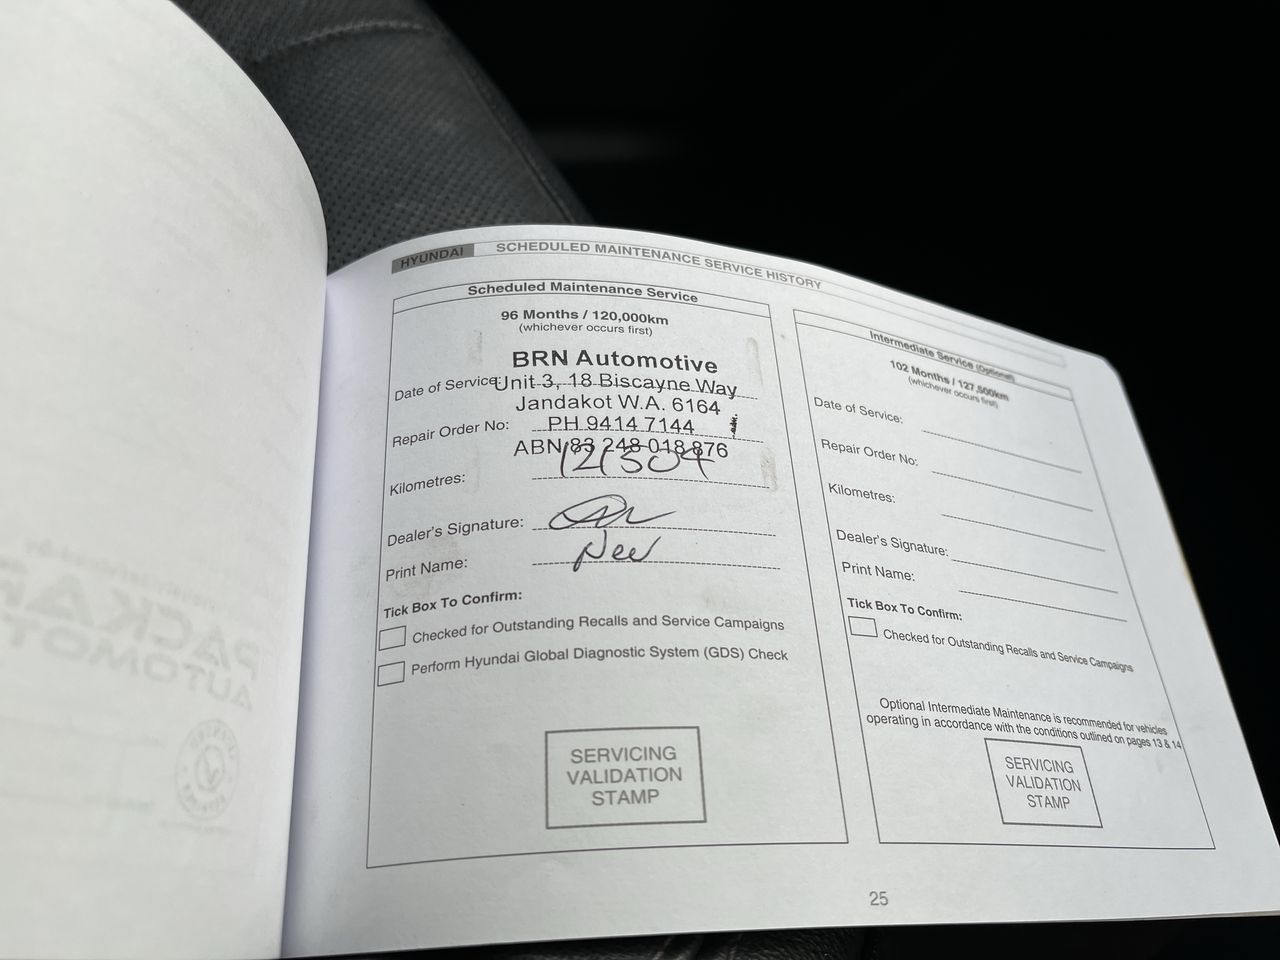 HYUNDAI SCHEDULED MAINTENANCE SERVICE HISTORY
Scheduled Maintenance Service
96 Months / 120,000km
(whichever occurs first)
BRN Automotive
Date of Service: Unit 3, 18 Biscayne Way
Jandakot W.A. 6164
Repair Order No: PH 9414 7144
ABN 83 248 018 876
Kilometres: 121304
Dealer's Signature:
Print Name:
Tick Box To Confirm:
Checked for Outstanding Recalls and Service Campaigns
Perform Hyundai Global Diagnostic System (GDS) Check
SERVICING
VALIDATION
STAMP
Intermediate Service (Optional)
102 Months / 127,500km
(whichever occurs first)
Date of Service:
Repair Order No:
Kilometres:
Dealer's Signature:
Print Name:
Tick Box To Confirm:
Checked for Outstanding Recalls and Service Campaigns
Optional Intermediate Maintenance is recommended for vehicles
operating in accordance with the conditions outlined on pages 13 & 14
SERVICING
VALIDATION
STAMP
25